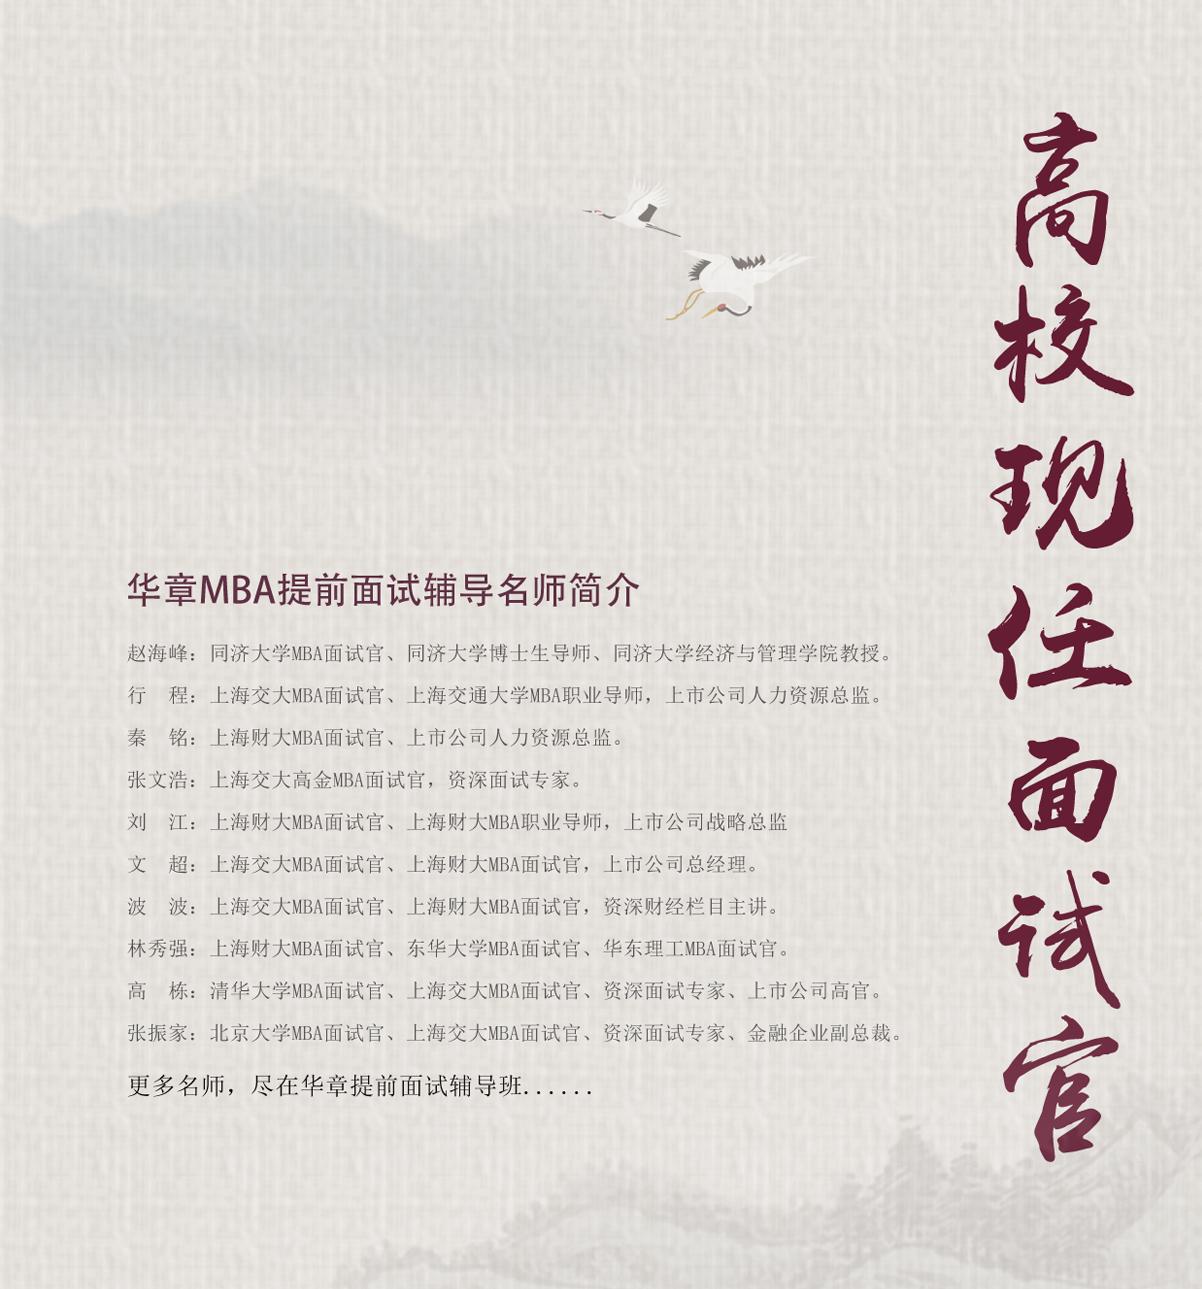 高校现任面试官
华章MBA提前面试辅导名师简介
赵海峰：同济大学MBA面试官、同济大学博士生导师、同济大学经济与管理学院教授。
行　程：上海交大MBA面试官、上海交通大学MBA职业导师，上市公司人力资源总监。
秦　铭：上海财大MBA面试官、上市公司人力资源总监。
张文浩：上海交大高金MBA面试官，资深面试专家。
刘　江：上海财大MBA面试官、上海财大MBA职业导师，上市公司战略总监
文　超：上海交大MBA面试官、上海财大MBA面试官，上市公司总经理。
波　波：上海交大MBA面试官、上海财大MBA面试官，资深财经栏目主讲。
林秀强：上海财大MBA面试官、东华大学MBA面试官、华东理工MBA面试官。
高　栋：清华大学MBA面试官、上海交大MBA面试官、资深面试专家、上市公司高官。
张振家：北京大学MBA面试官、上海交大MBA面试官、资深面试专家、金融企业副总裁。
更多名师，尽在华章提前面试辅导班......